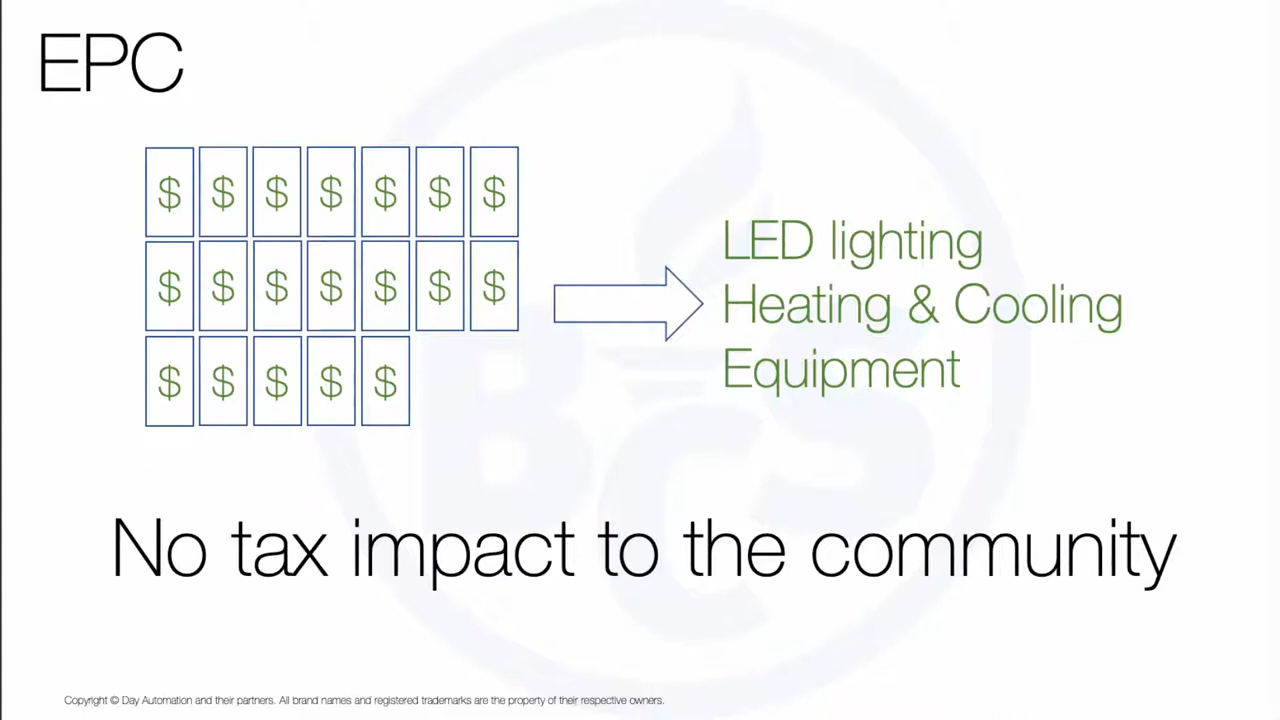 EPC
$ $ $ $ $ $ $
$ $ $ $ $ $ $
$ $ $ $ $
LED lighting
Heating & Cooling
Equipment
BCS
No tax impact to the community
Copyright © Day Automation and their partners. All brand names and registered trademarks are the property of their respective owners.